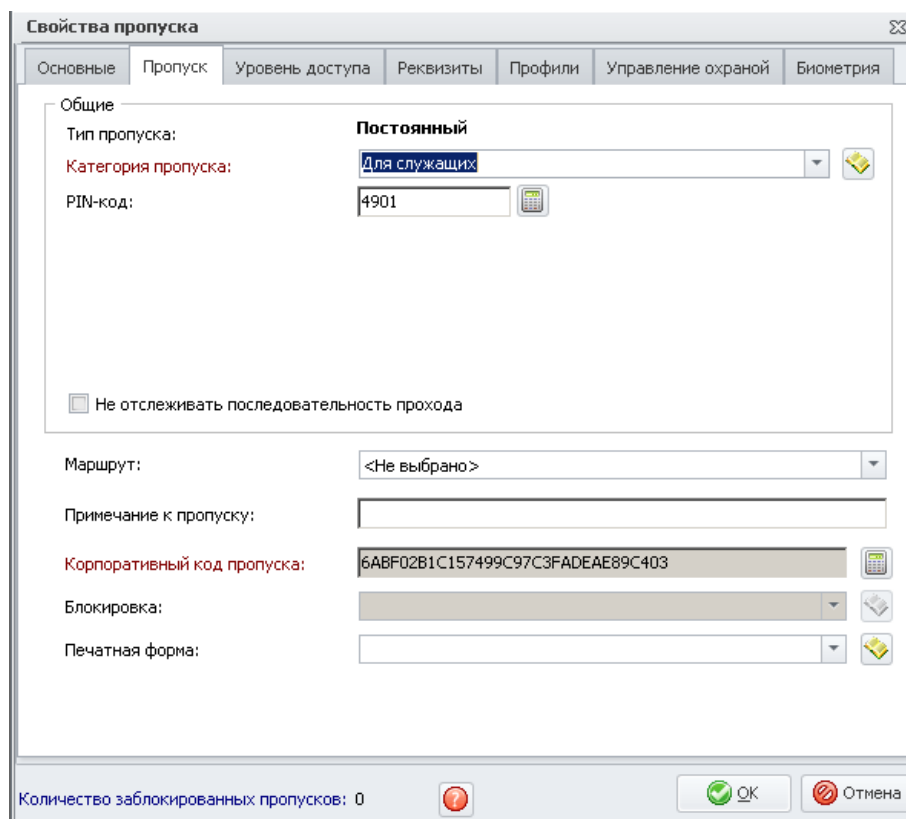 Свойства пропуска
Основные Пропуск Уровень доступа Реквизиты Профили Управление охраной Биометрия
Общие
Тип пропуска: Постоянный
Категория пропуска: Для служащих
PIN-код: 4901
Не отслеживать последовательность прохода
Маршрут: <Не выбрано>
Примечание к пропуску:
Корпоративный код пропуска: 6ABF02B1C157499C97C3FADEAE89C403
Блокировка:
Печатная форма:
Количество заблокированных пропусков: 0 ? OK Отмена